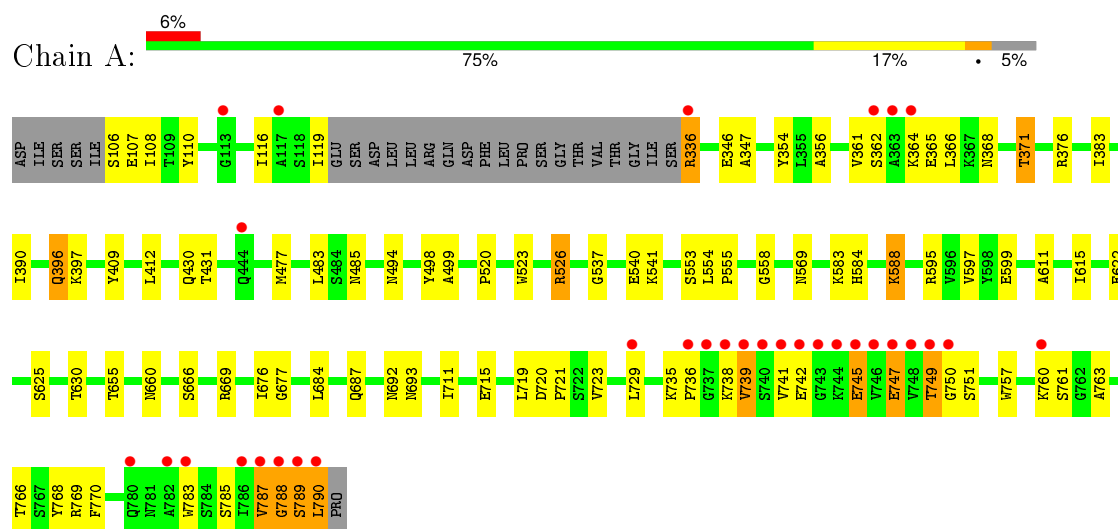 6%
Chain A:
75% 17% • 5%
ASP ILE SER SER ILE S106 E107 I108 T109 Y110 G113 I116 A117 S118 I119 GLU SER ASP LEU LEU ARG GLN ASP PHE LEU PRO SER GLY THR VAL THR GLY ILE SER R336 E346 A347 Y354 L355 A356 V361 S362 A363 K364 E365 L366 K367 N368 T371 R376 I383
I390 Q396 K397 Y409 L412 Q430 T431 Q444 M477 L483 S484 N485 N494 Y498 A499 P520 W523 R526 G537 E540 K541 S553 L554 P555 G558 N569 K583 H584 K588 R595 V596 V597 Y598 E599 A611 I615
S625 T630 T655 N660 S666 R669 I676 G677 L684 Q687 N692 N693 I711 E715 L719 D720 P721 S722 V723 L729 K735 P736 G737 K738 V739 S740 V741 E742 G743 K744 E745 V746 E747 V748 T749 G750 S751 W757 K760 S761 G762 A763
T766 S767 Y768 R769 F770 Q780 N781 A782 W783 S784 S785 I786 V787 G788 S789 L790 PRO